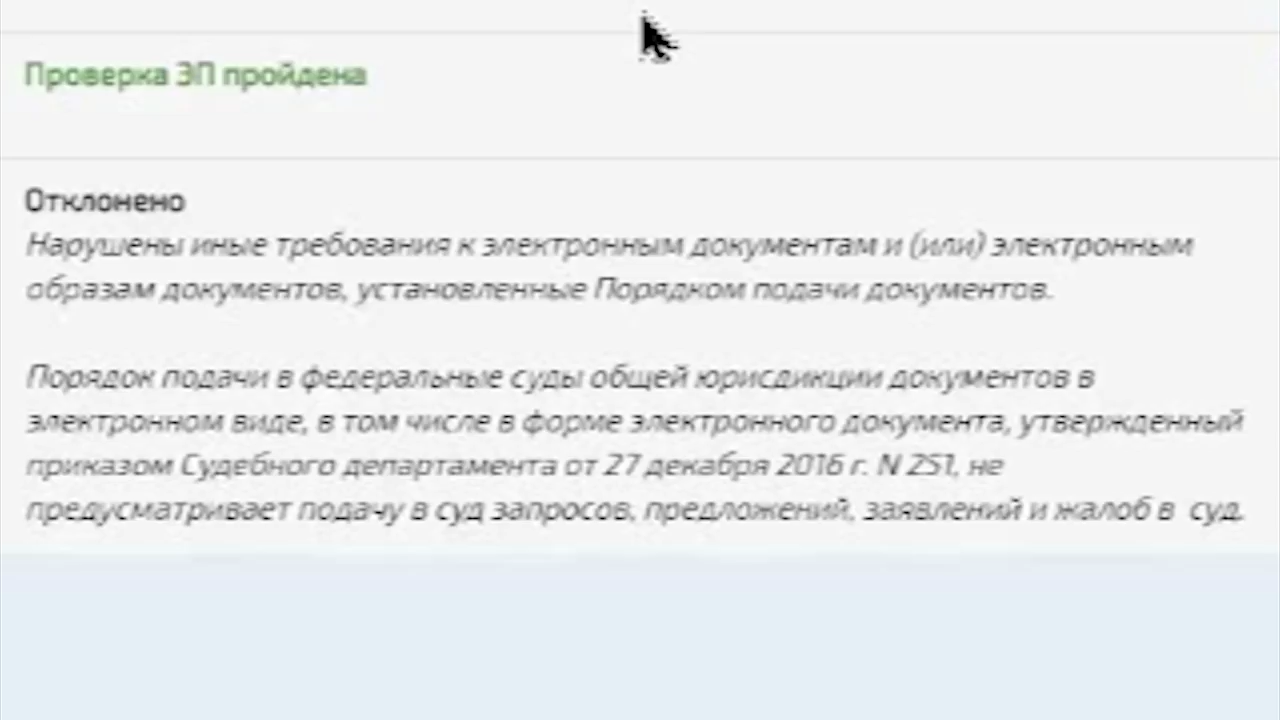 Проверка ЭП пройдена
Отклонено
Нарушены иные требования к электронным документам и (или) электронным
образам документов, установленные Порядком подачи документов.
Порядок подачи в федеральные суды общей юрисдикции документов в
электронном виде, в том числе в форме электронного документа, утвержденный
приказом Судебного департамента от 27 декабря 2016 г. N 251, не
предусматривает подачу в суд запросов, предложений, заявлений и жалоб в суд.